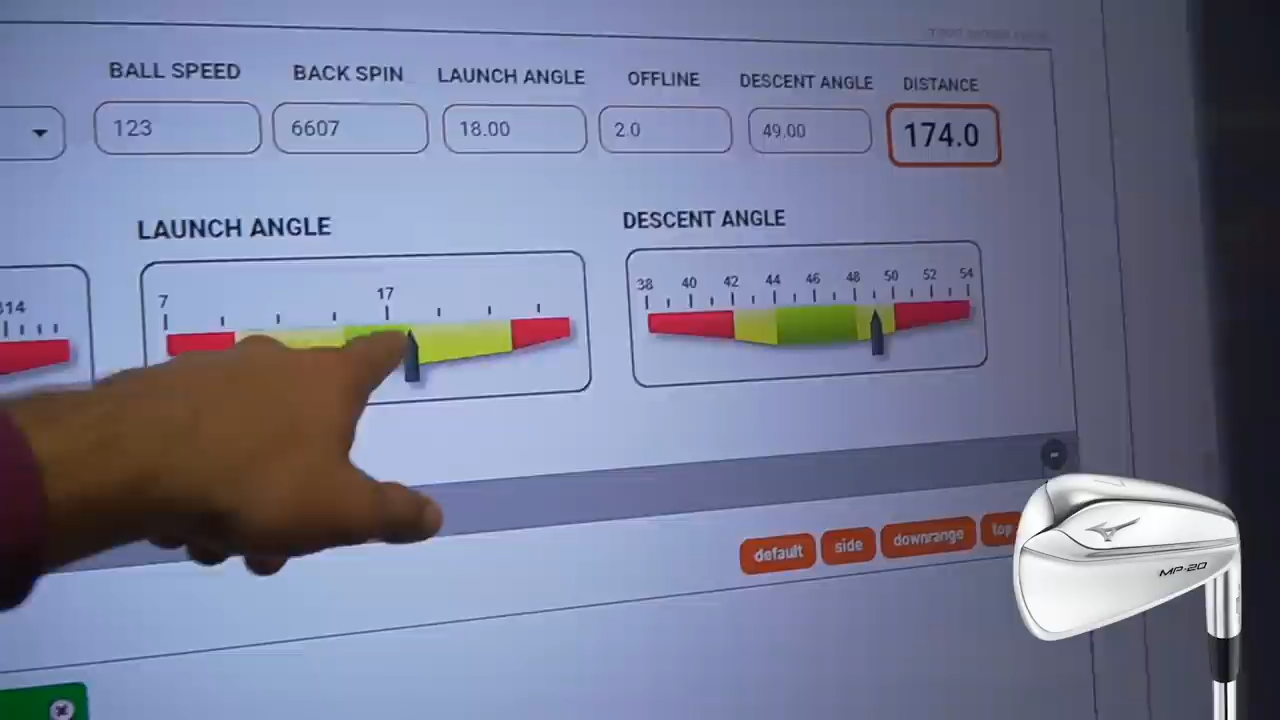 BALL SPEED BACK SPIN LAUNCH ANGLE OFFLINE DESCENT ANGLE DISTANCE
123 6607 18.00 2.0 49.00 174.0
LAUNCH ANGLE DESCENT ANGLE
314 7 17 38 40 42 44 46 48 50 52 54
default side downrange top
MP-20